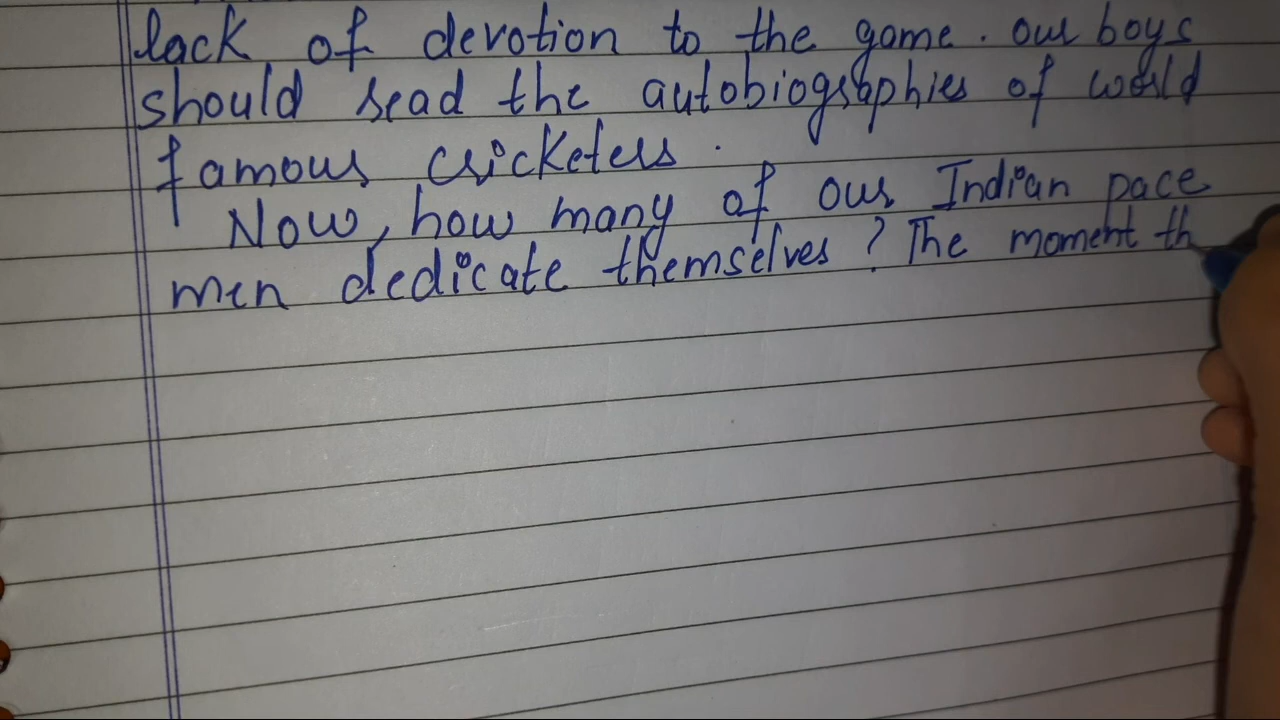 lack of devotion to the game. our boys
should read the autobiographies of world
famous cricketers.
Now, how many of our Indian pace
men dedicate themselves? The moment th